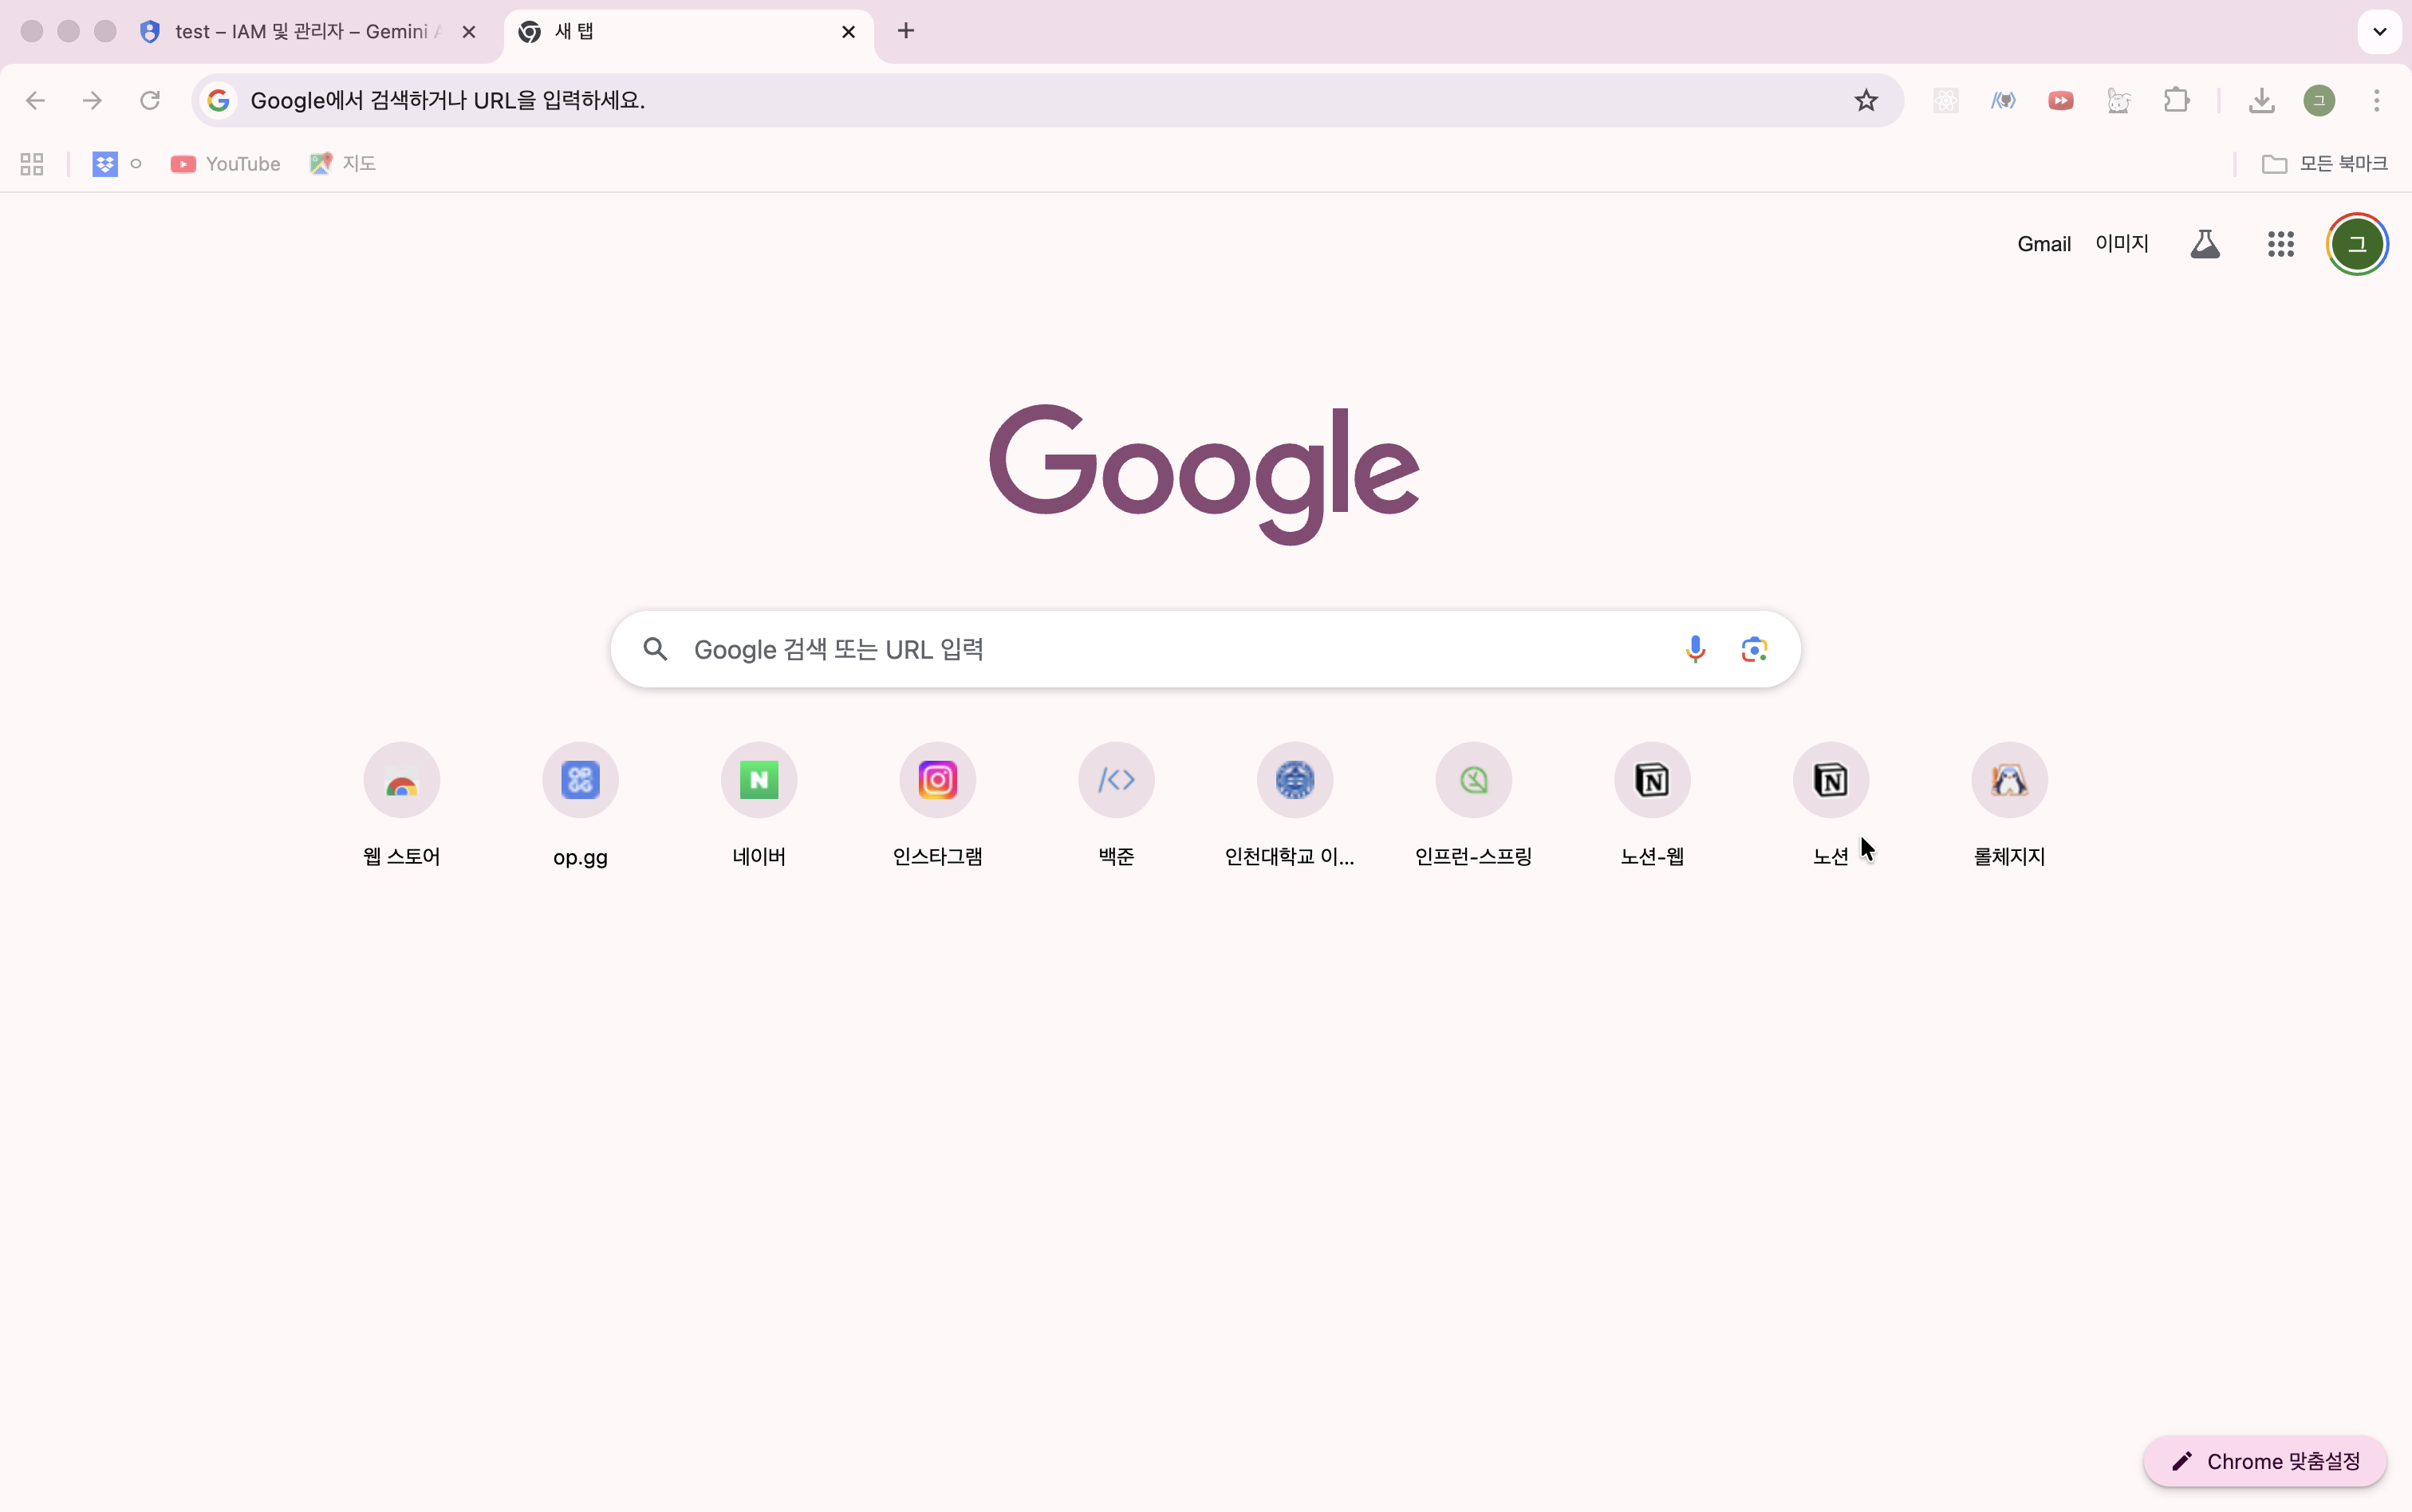 test – IAM 및 관리자 – Gemini
새 탭
Google에서 검색하거나 URL을 입력하세요.
그
ㅇ
YouTube
지도
모든 북마크
Gmail
이미지
그
Google
Google 검색 또는 URL 입력
웹 스토어
op.gg
네이버
인스타그램
백준
인천대학교 이...
인프런-스프링
노션-웹
노션
롤체지지
Chrome 맞춤설정